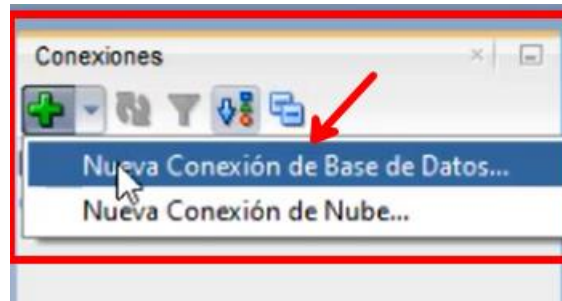 Conexiones
Nueva Conexión de Base de Datos...
Nueva Conexión de Nube...